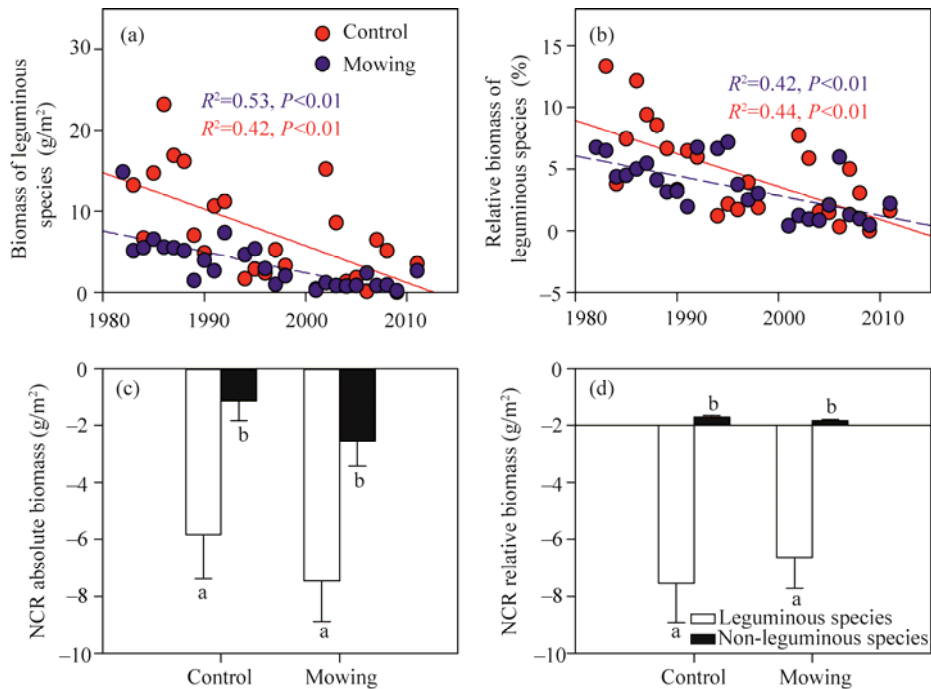 (a)
Control
Mowing
R²=0.53, P<0.01
R²=0.42, P<0.01
Biomass of leguminous
species (g/m²)
30
20
10
0
1980
1990
2000
2010
(b)
R²=0.42, P<0.01
R²=0.44, P<0.01
Relative biomass of
leguminous species (%)
15
10
5
0
−5
1980
1990
2000
2010
(c)
NCR absolute biomass (g/m²)
0
−2
−4
−6
−8
−10
a
b
a
b
Control
Mowing
(d)
NCR relative biomass (g/m²)
0
−2
−4
−6
−8
−10
b
b
a
a
Leguminous species
Non-leguminous species
Control
Mowing